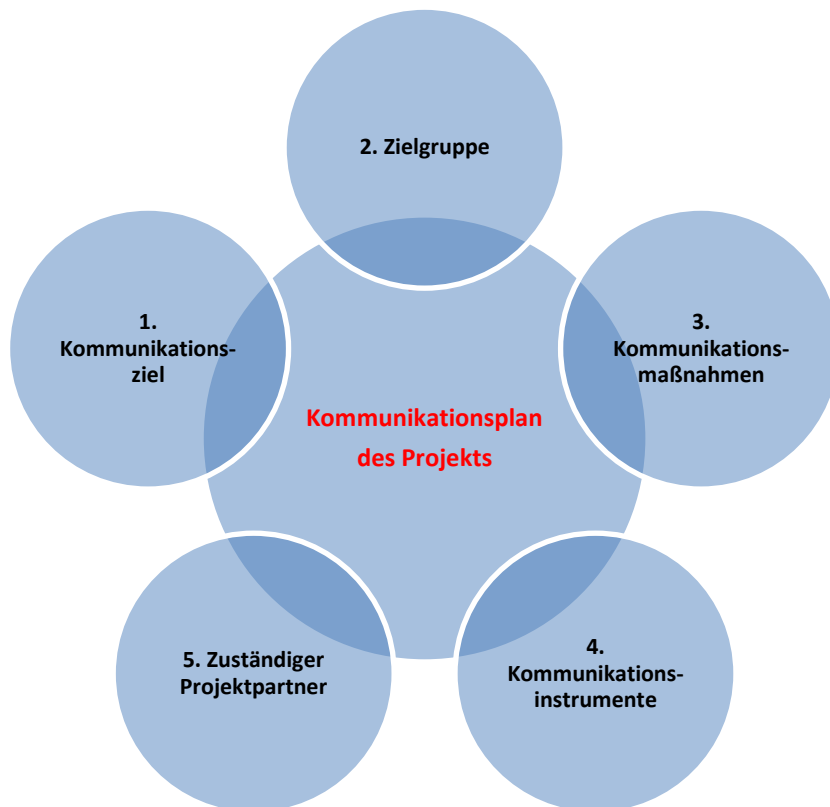 2. Zielgruppe
1.
Kommunikations-
ziel
3.
Kommunikations-
maßnahmen
Kommunikationsplan
des Projekts
5. Zuständiger
Projektpartner
4.
Kommunikations-
instrumente